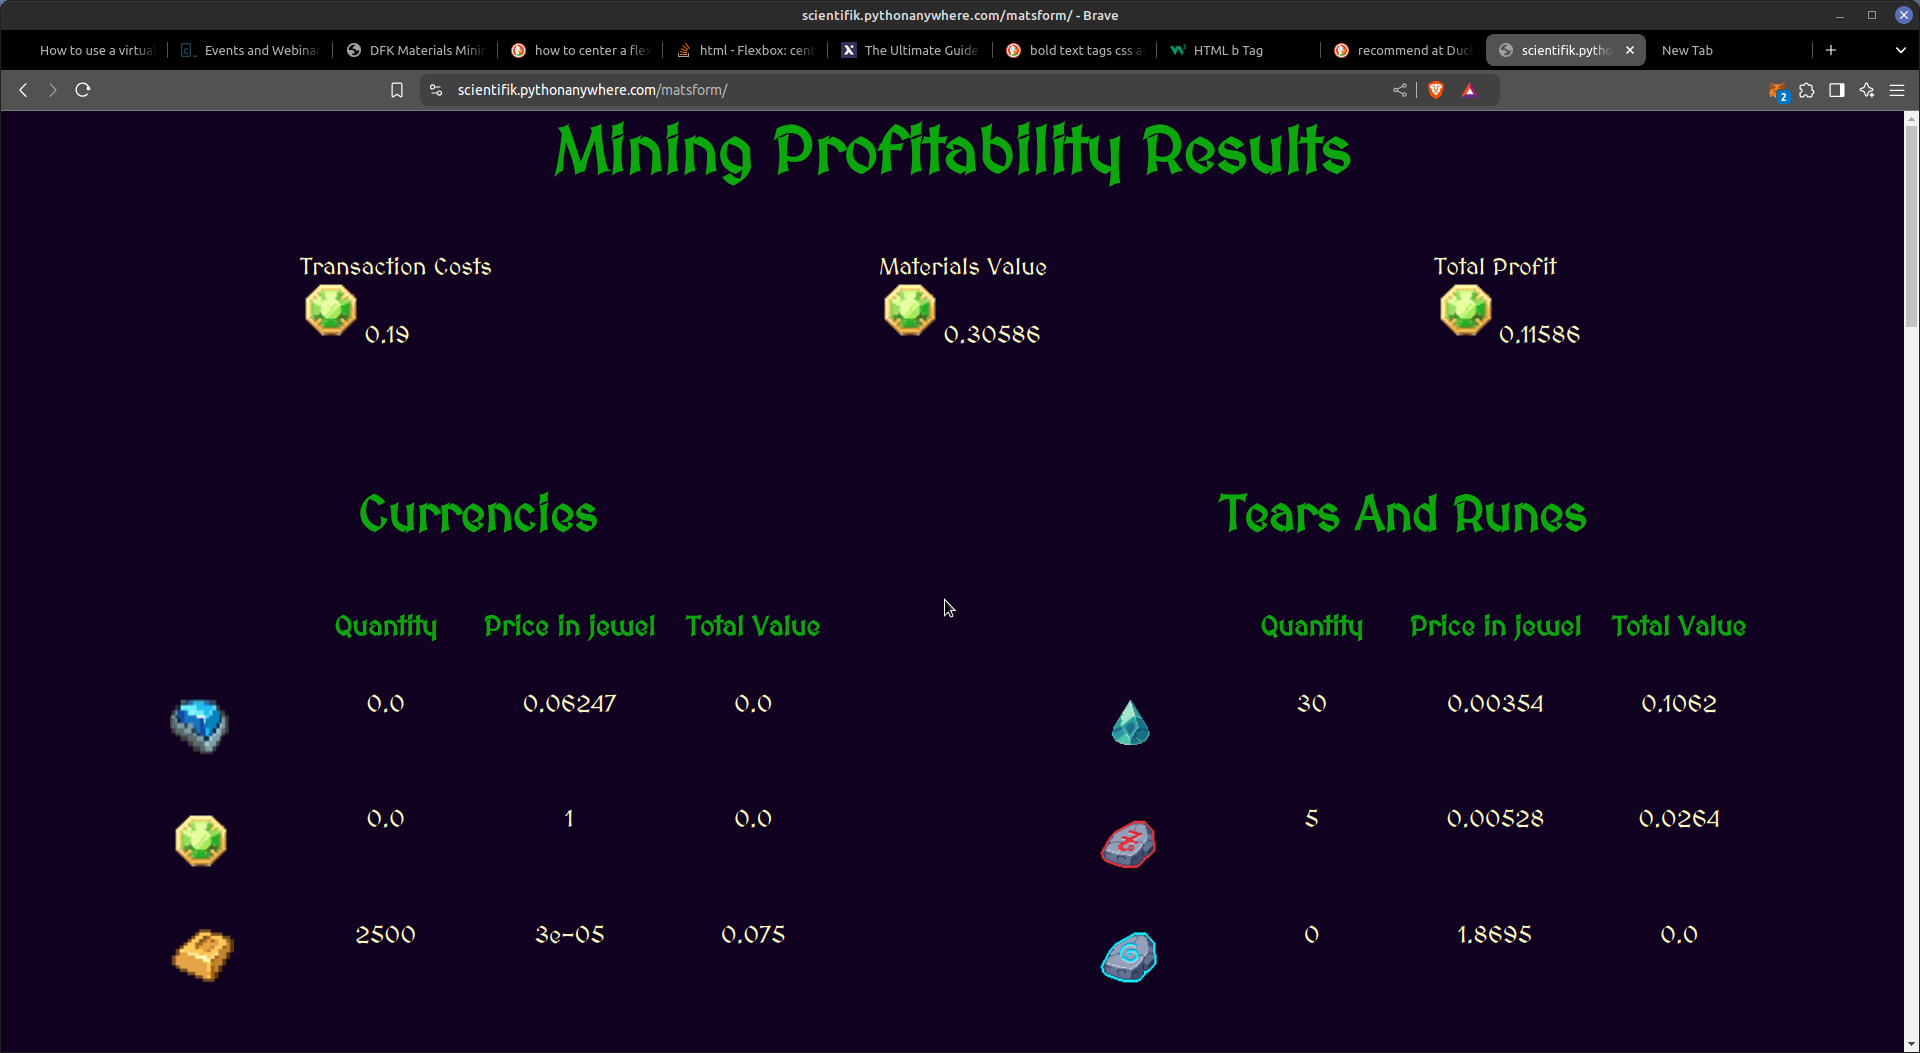 scientifik.pythonanywhere.com/matsform/ - Brave
How to use a virtua
Events and Webinar
DFK Materials Mini
how to center a fle
html - Flexbox: cent
The Ultimate Guide
bold text tags css a
HTML b Tag
recommend at Duc
scientifik.pytho
New Tab
scientifik.pythonanywhere.com/matsform/
2
Mining Profitability Results
Transaction Costs
0.19
Materials Value
0.30586
Total Profit
0.11586
Currencies
Quantity Price in Jewel Total Value
0.0 0.06247 0.0
0.0 1 0.0
2500 3e-05 0.075
Tears And Runes
Quantity Price in Jewel Total Value
30 0.00354 0.1062
5 0.00528 0.0264
0 1.8695 0.0